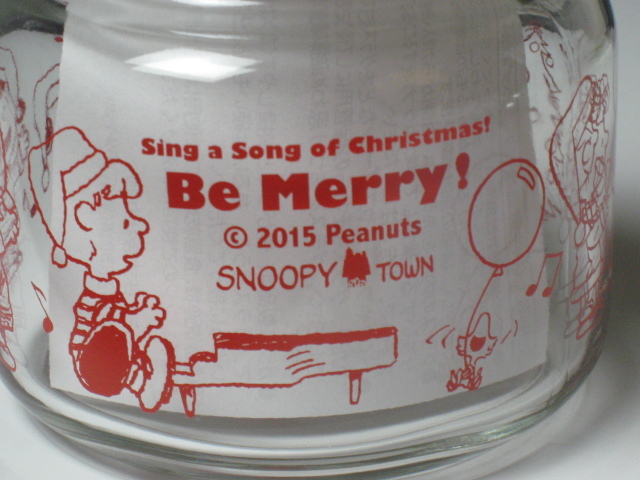 Sing a Song of Christmas!
Be Merry!
© 2015 Peanuts
SNOOPY TOWN